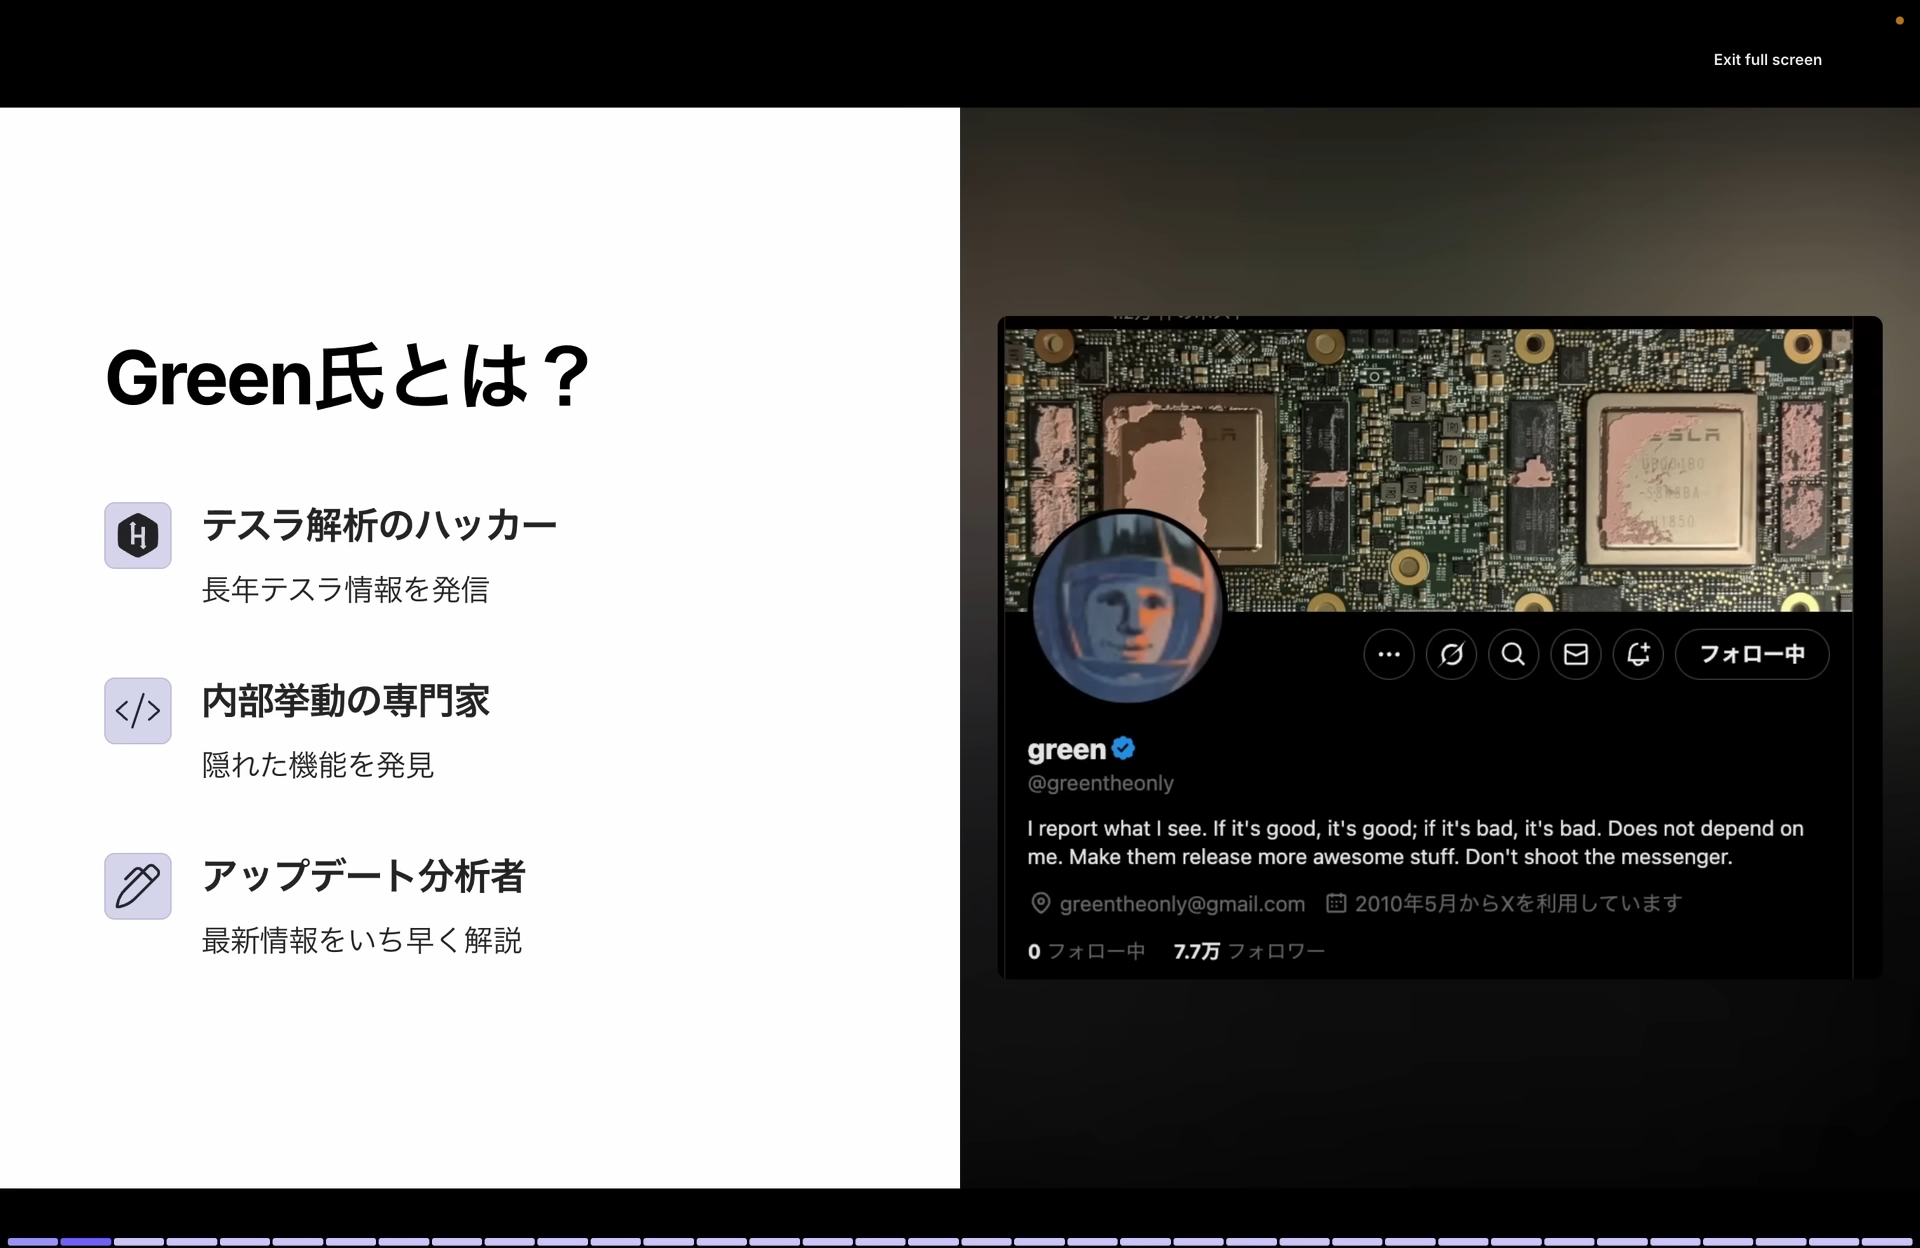 Exit full screen
Green氏とは？
テスラ解析のハッカー
長年テスラ情報を発信
内部挙動の専門家
隠れた機能を発見
アップデート分析者
最新情報をいち早く解説
フォロー中
green
@greentheonly
I report what I see. If it's good, it's good; if it's bad, it's bad. Does not depend on
me. Make them release more awesome stuff. Don't shoot the messenger.
greentheonly@gmail.com 2010年5月からXを利用しています
0 フォロー中 7.7万 フォロワー